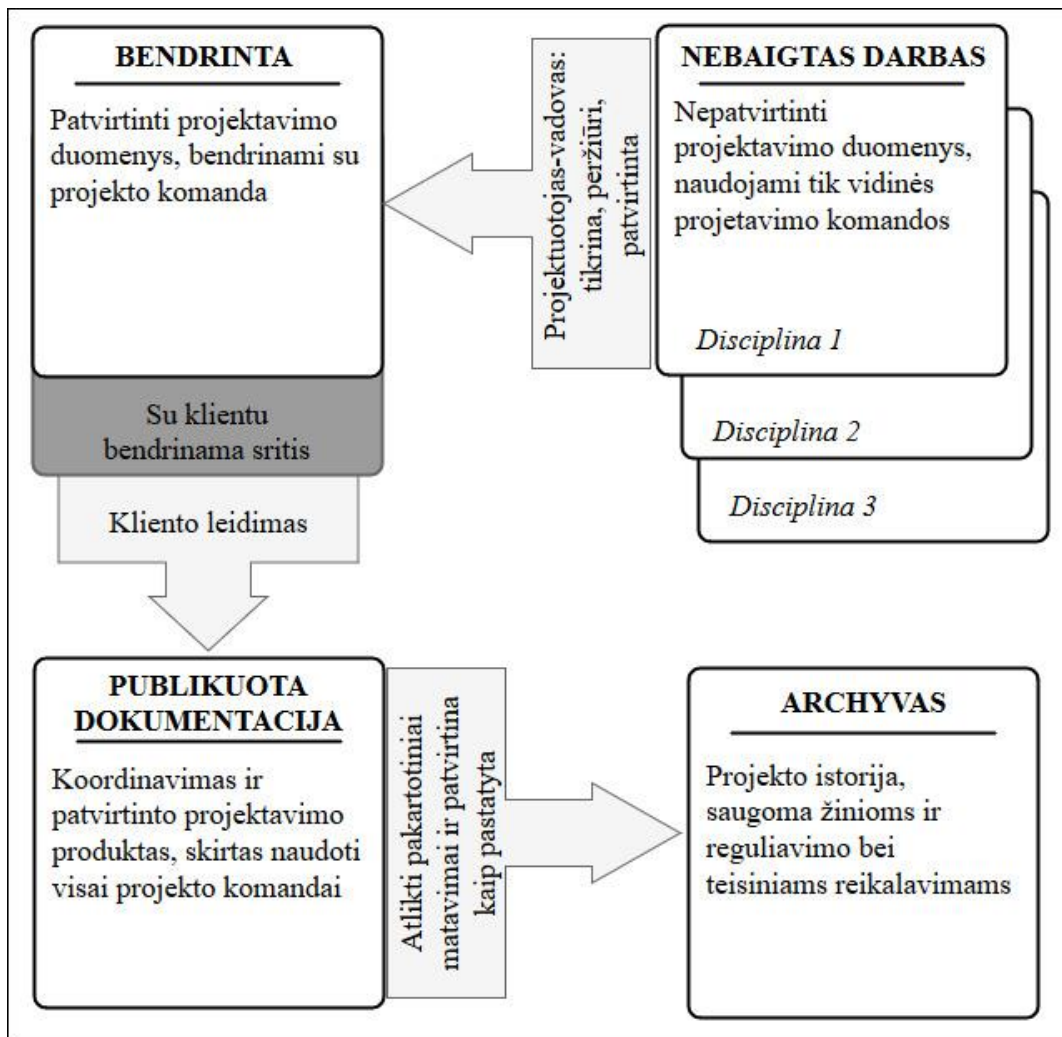 BENDRINTA
Patvirtinti projektavimo
duomenys, bendrinami su
projekto komanda
Projektuotojas-vadovas:
tikrina, peržiūri,
patvirtinta
NEBAIGTAS DARBAS
Nepatvirtinti
projektavimo duomenys,
naudojami tik vidinės
projetavimo komandos
Disciplina 1
Disciplina 2
Disciplina 3
Su klientu
bendrinama sritis
Kliento leidimas
PUBLIKUOTA
DOKUMENTACIJA
Koordinavimas ir
patvirtinto projektavimo
produktas, skirtas naudoti
visai projekto komandai
Atlikti pakartotiniai
matavimai ir patvirtina
kaip pastatyta
ARCHYVAS
Projekto istorija,
saugoma žinioms ir
reguliavimo bei
teisiniams reikalavimams